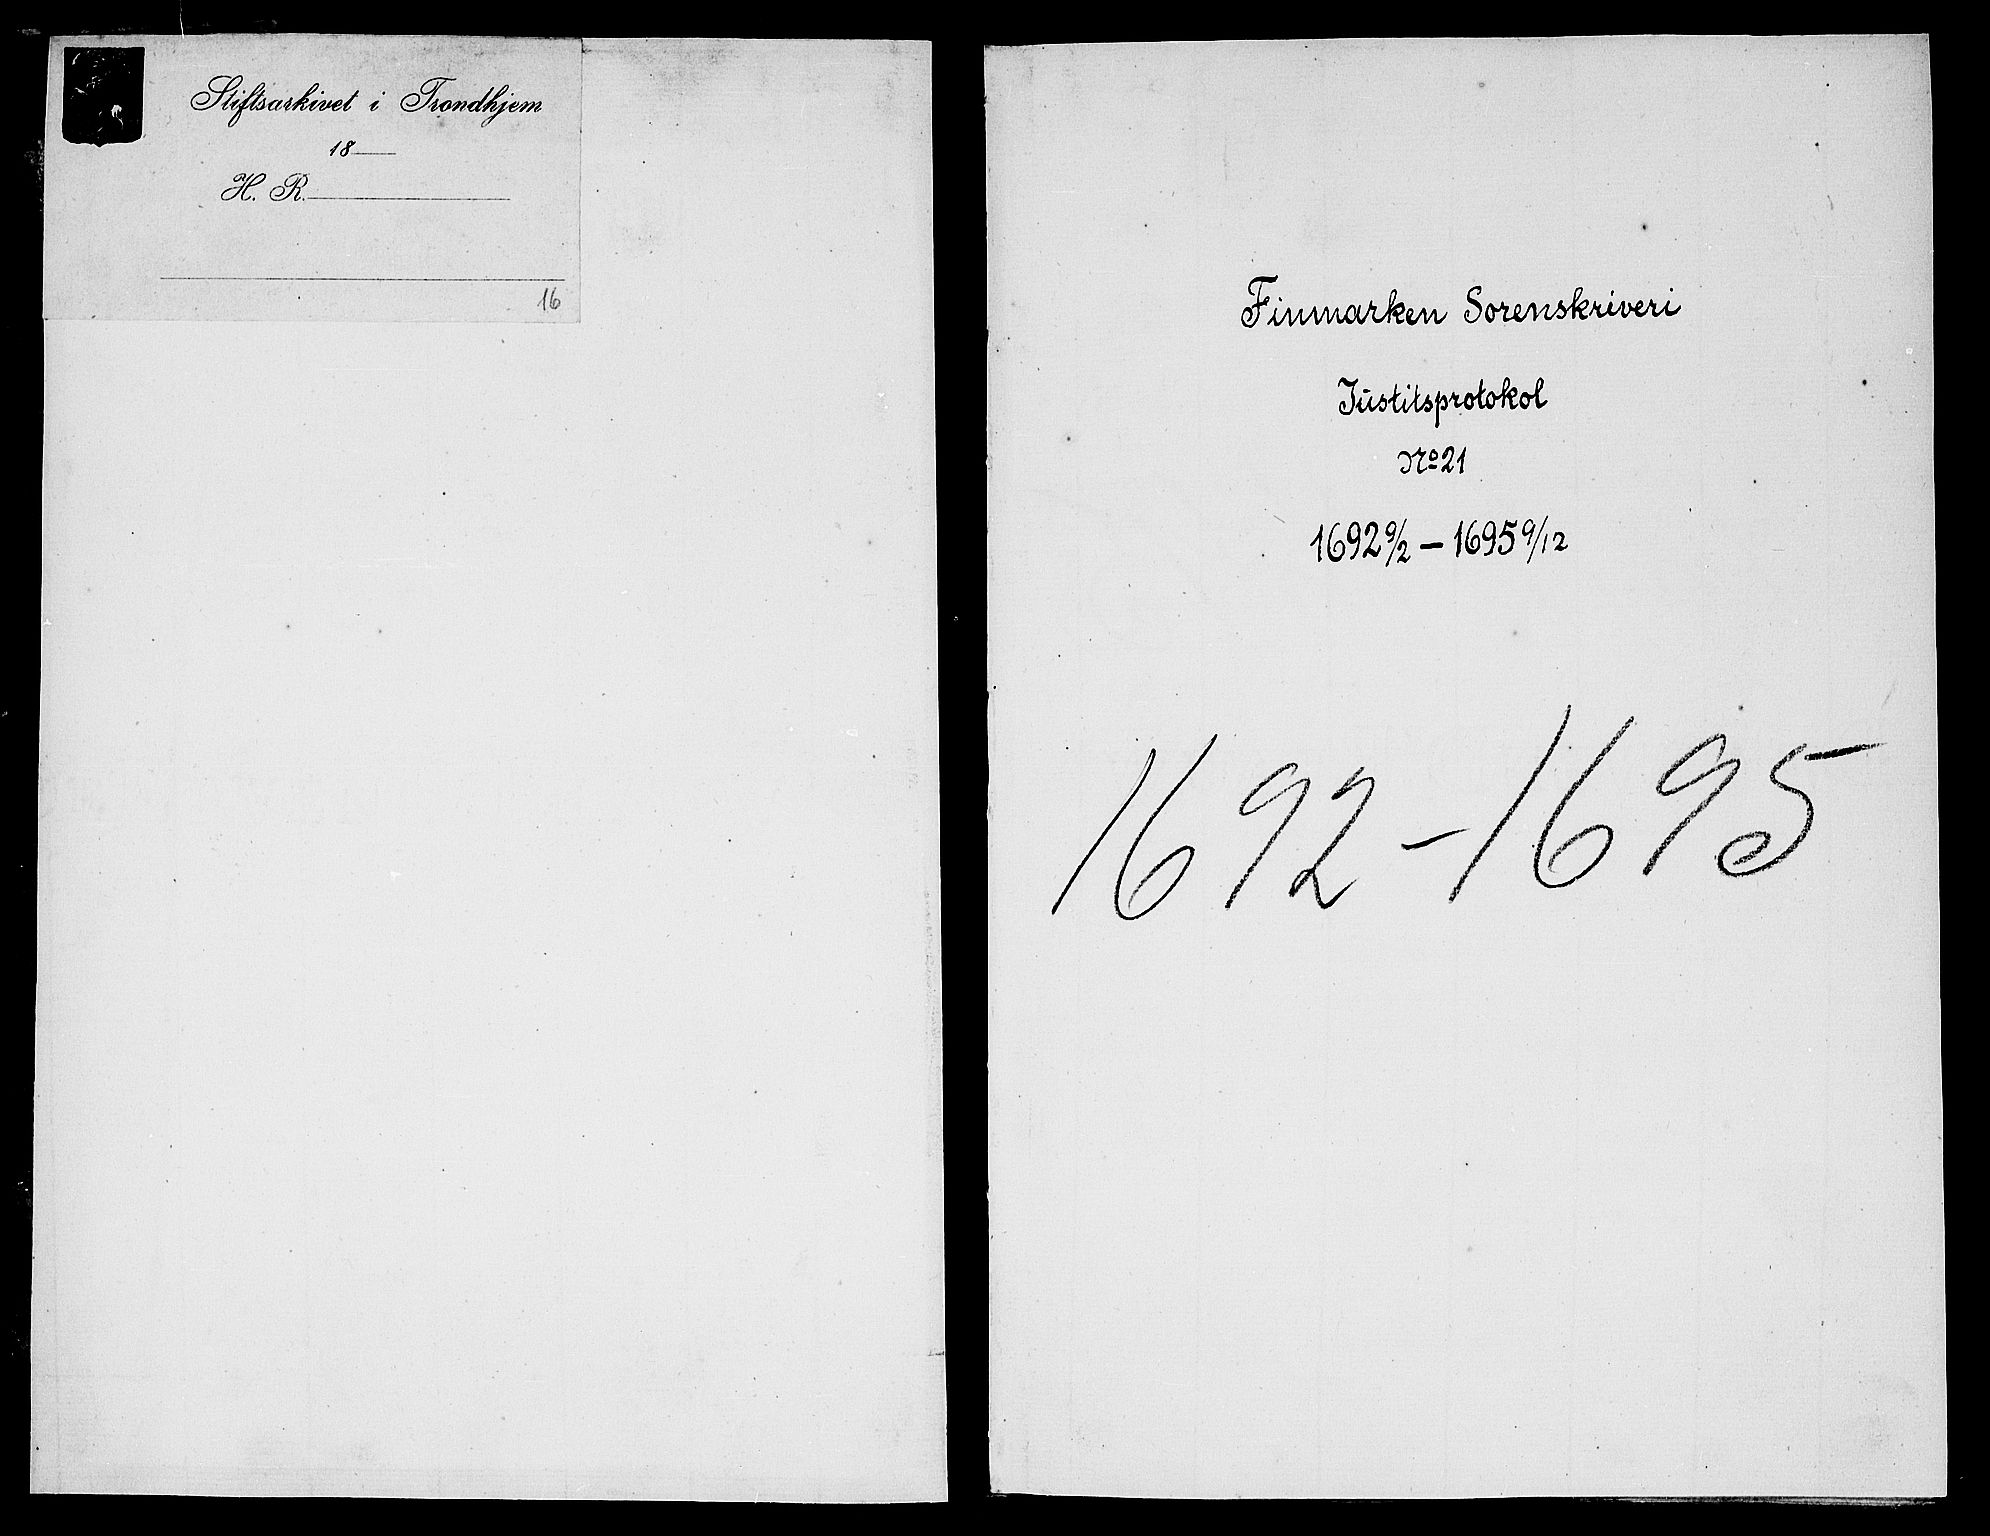 Stiftsarkivet i Trondhjem
18
H. R.
16
Finmarken Sorenskriveri
Justitsprotokol
No 21
1692 9/2 – 1695 9/12
1692-1695